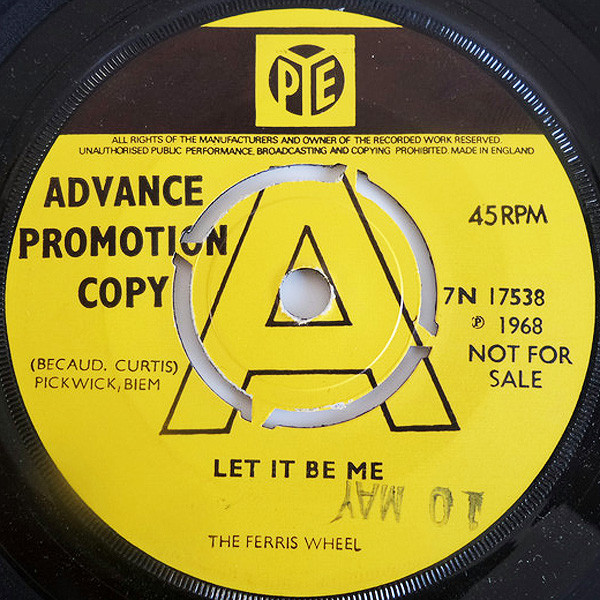 PYE
ALL RIGHTS OF THE MANUFACTURERS AND OWNER OF THE RECORDED WORK RESERVED.
UNAUTHORISED PUBLIC PERFORMANCE, BROADCASTING AND COPYING PROHIBITED. MADE IN ENGLAND
ADVANCE
PROMOTION
COPY
A
45 RPM
7N 17538
℗ 1968
NOT FOR
SALE
(BECAUD. CURTIS)
PICKWICK, BIEM
LET IT BE ME
10 MAY
THE FERRIS WHEEL